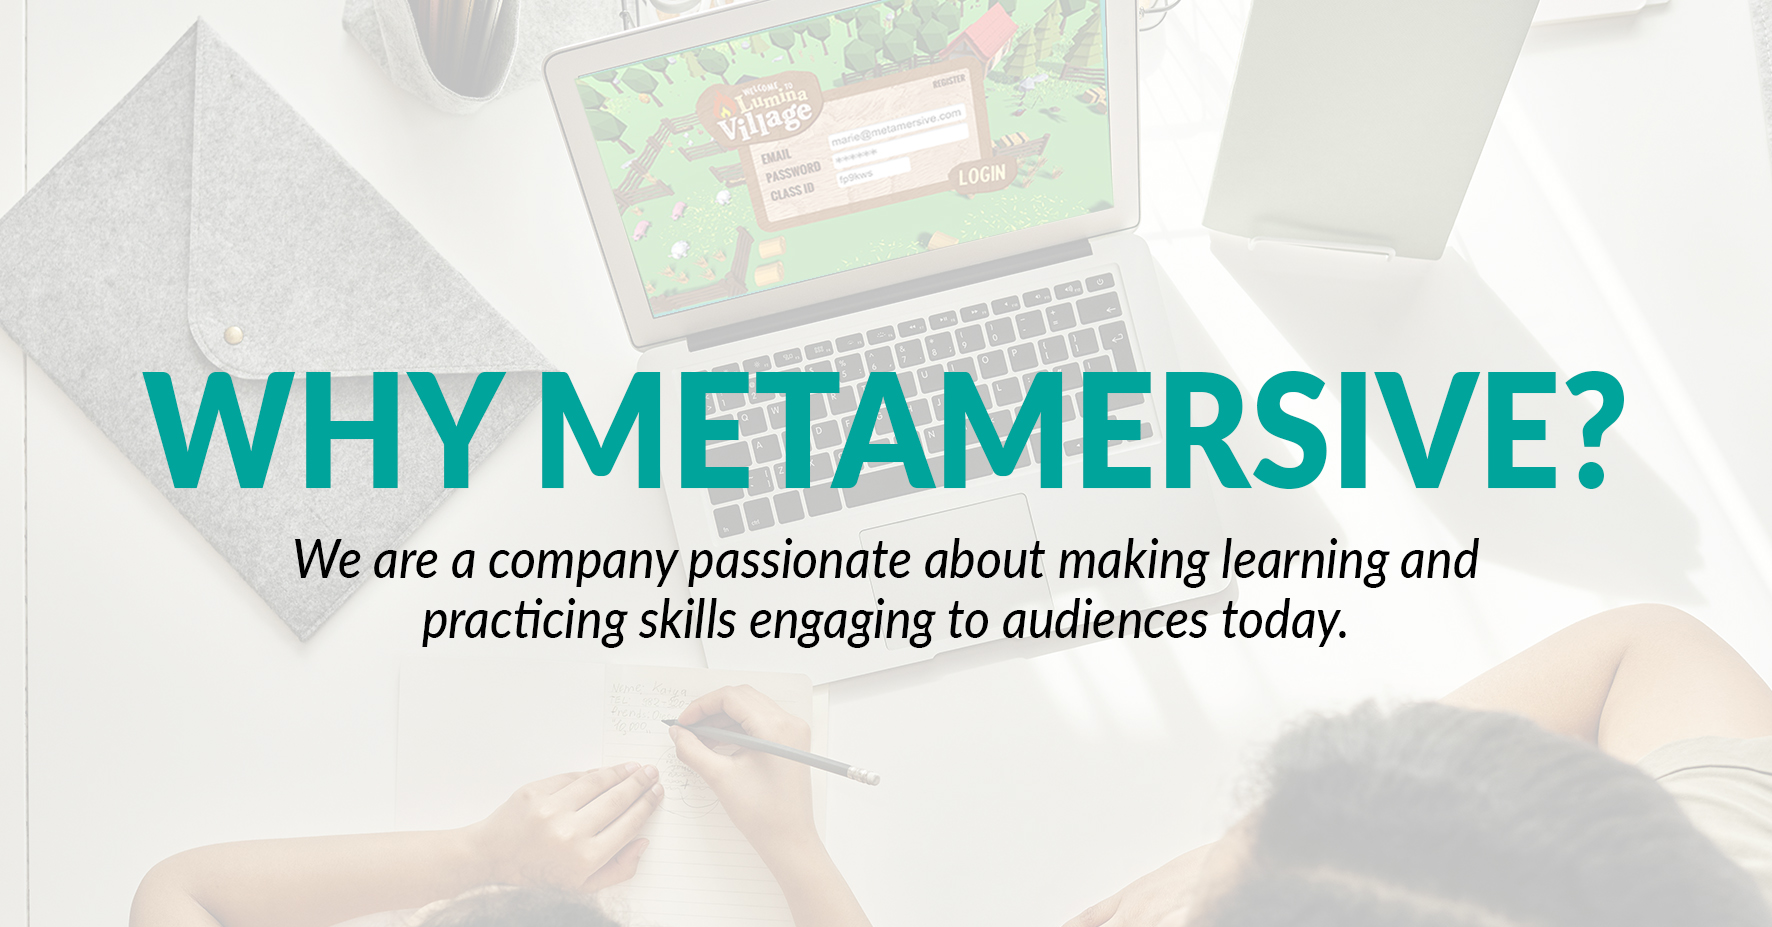 WELCOME TO
Lumina
Village
REGISTER
EMAIL
marie@metamersive.com
PASSWORD
******
CLASS ID
fp9kws
LOGIN
WHY METAMERSIVE?
We are a company passionate about making learning and
practicing skills engaging to audiences today.